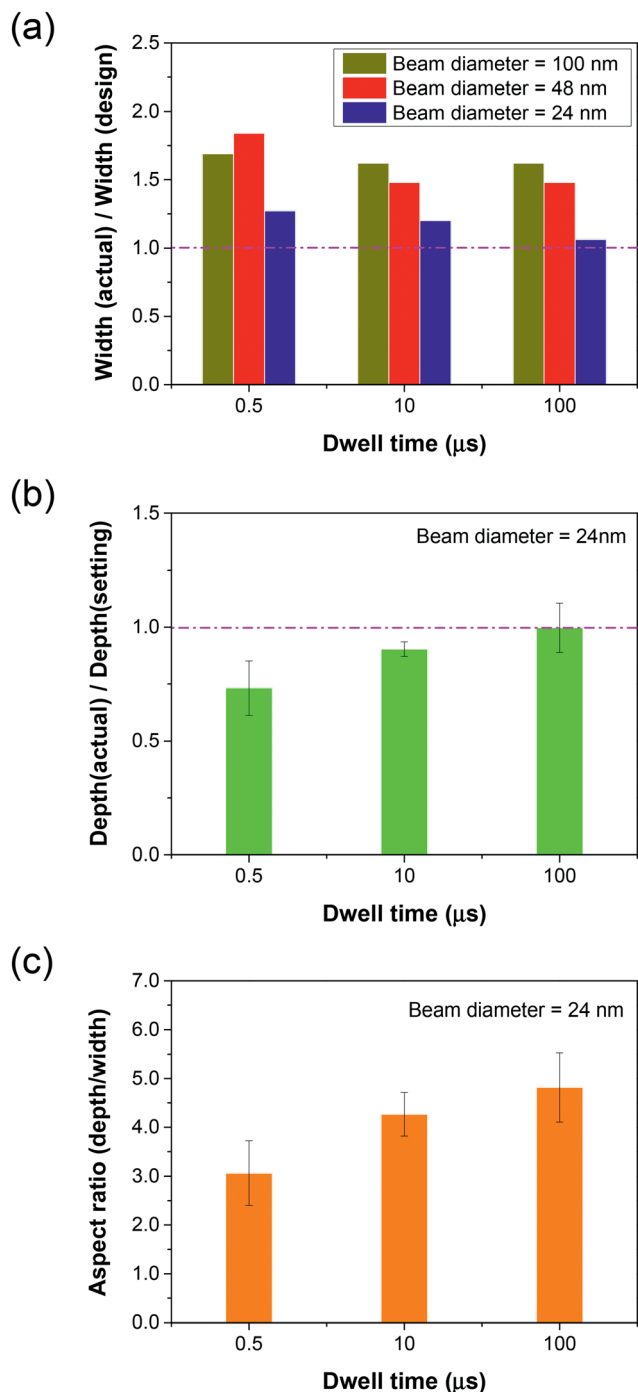 (a)
2.5
2.0
1.5
1.0
0.5
0.0
Width (actual) / Width (design)
Beam diameter = 100 nm
Beam diameter = 48 nm
Beam diameter = 24 nm
0.5 10 100
Dwell time (μs)
(b)
1.5
1.0
0.5
0.0
Depth(actual) / Depth(setting)
Beam diameter = 24nm
0.5 10 100
Dwell time (μs)
(c)
7.0
6.0
5.0
4.0
3.0
2.0
1.0
0.0
Aspect ratio (depth/width)
Beam diameter = 24 nm
0.5 10 100
Dwell time (μs)